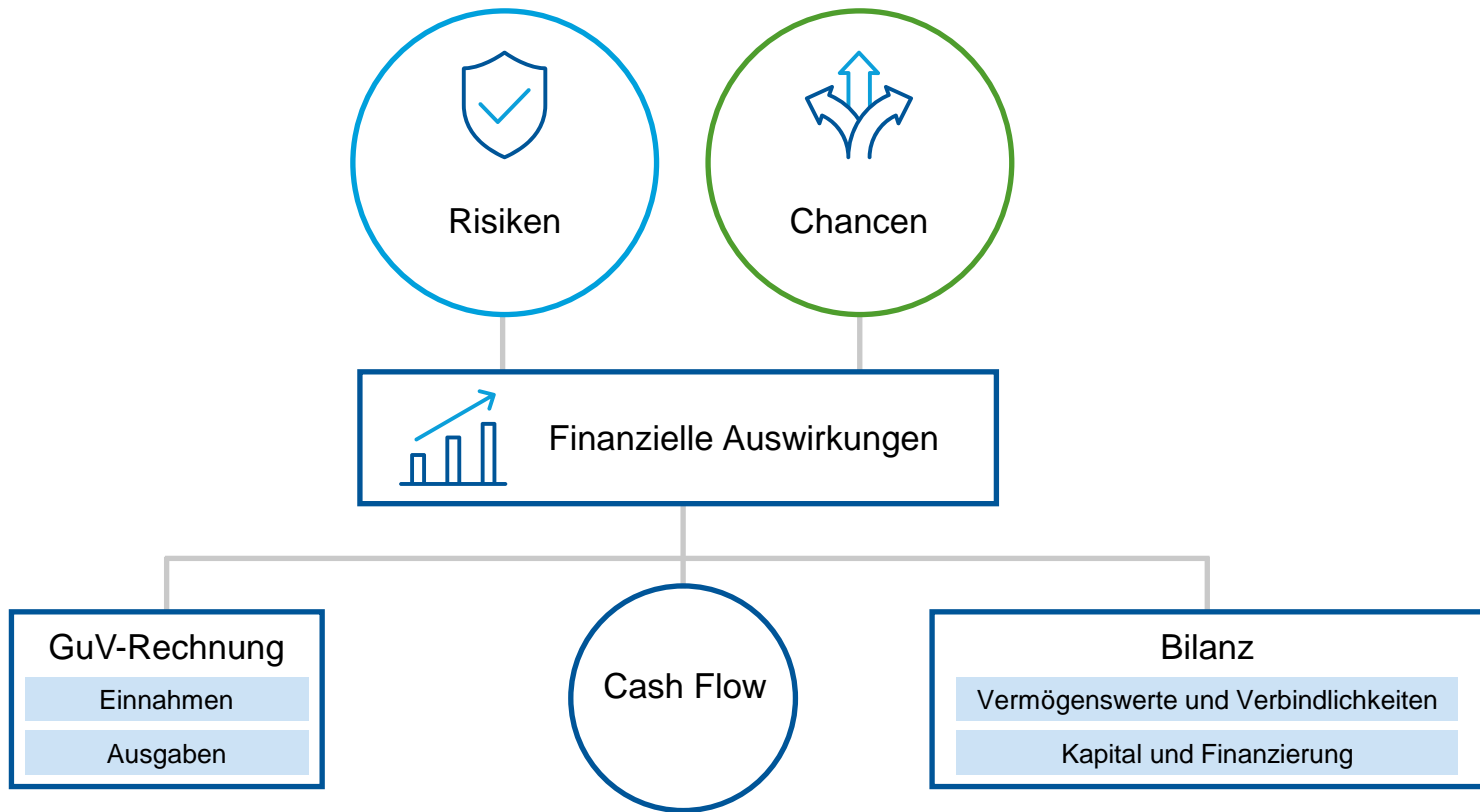 Risiken
Chancen
Finanzielle Auswirkungen
GuV-Rechnung
Einnahmen
Ausgaben
Cash Flow
Bilanz
Vermögenswerte und Verbindlichkeiten
Kapital und Finanzierung